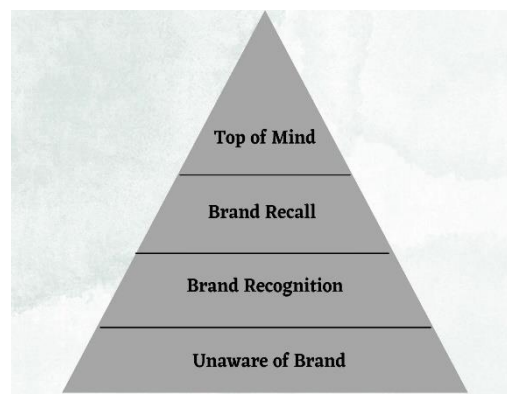 Top of Mind
Brand Recall
Brand Recognition
Unaware of Brand